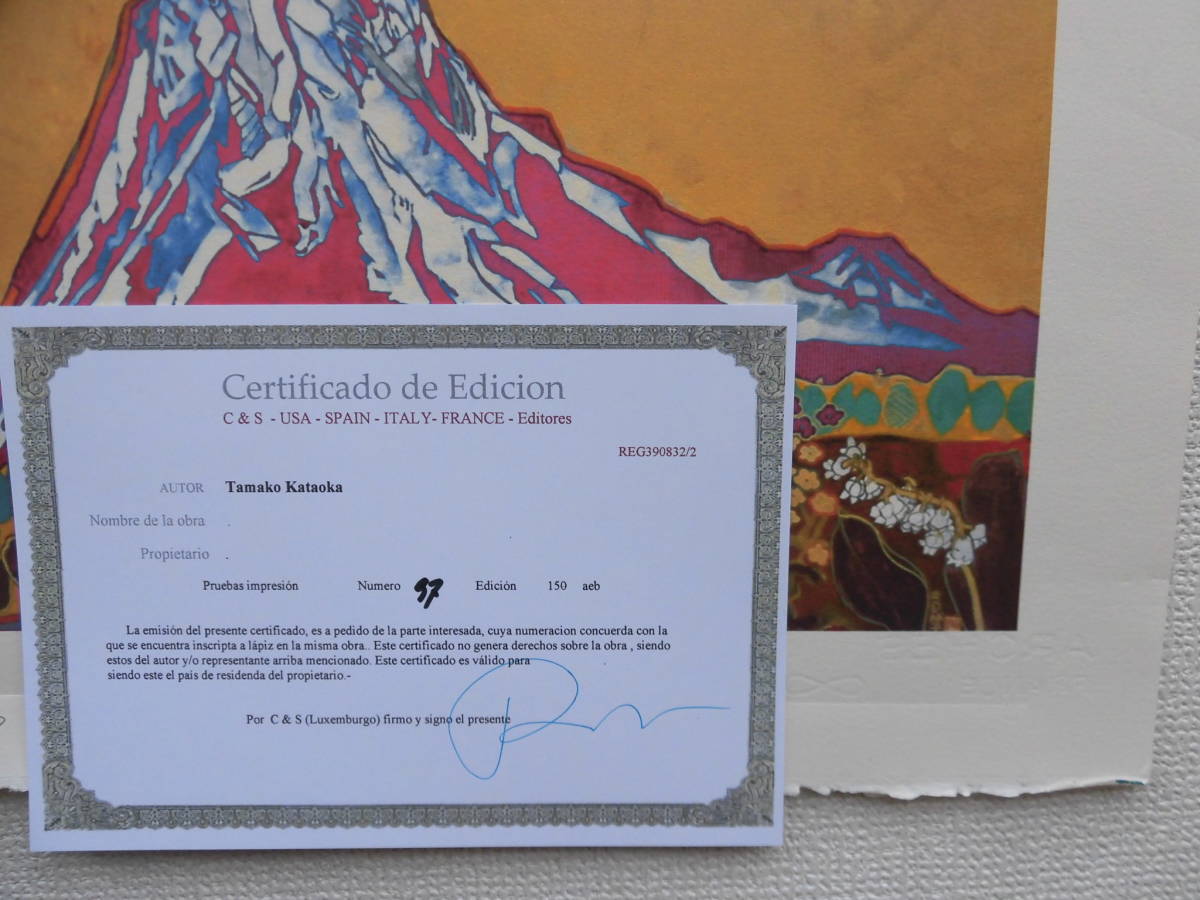 Certificado de Edicion
C & S - USA - SPAIN - ITALY- FRANCE - Editores
REG390832/2
AUTOR Tamako Kataoka
Nombre de la obra .
Propietario .
Pruebas impresión Numero 97 Edición 150 aeb
La emisión del presente certificado, es a pedido de la parte interesada, cuya numeracion concuerda con la
que se encuentra inscripta a lápiz en la misma obra.. Este certificado no genera derechos sobre la obra , siendo
estos del autor y/o representante arriba mencionado. Este certificado es válido para
siendo este el pais de residenda del propietario.-
Por C & S (Luxemburgo) firmo y signo el presente